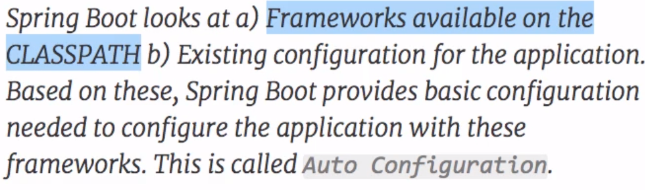 Spring Boot looks at a) Frameworks available on the
CLASSPATH b) Existing configuration for the application.
Based on these, Spring Boot provides basic configuration
needed to configure the application with these
frameworks. This is called Auto Configuration.